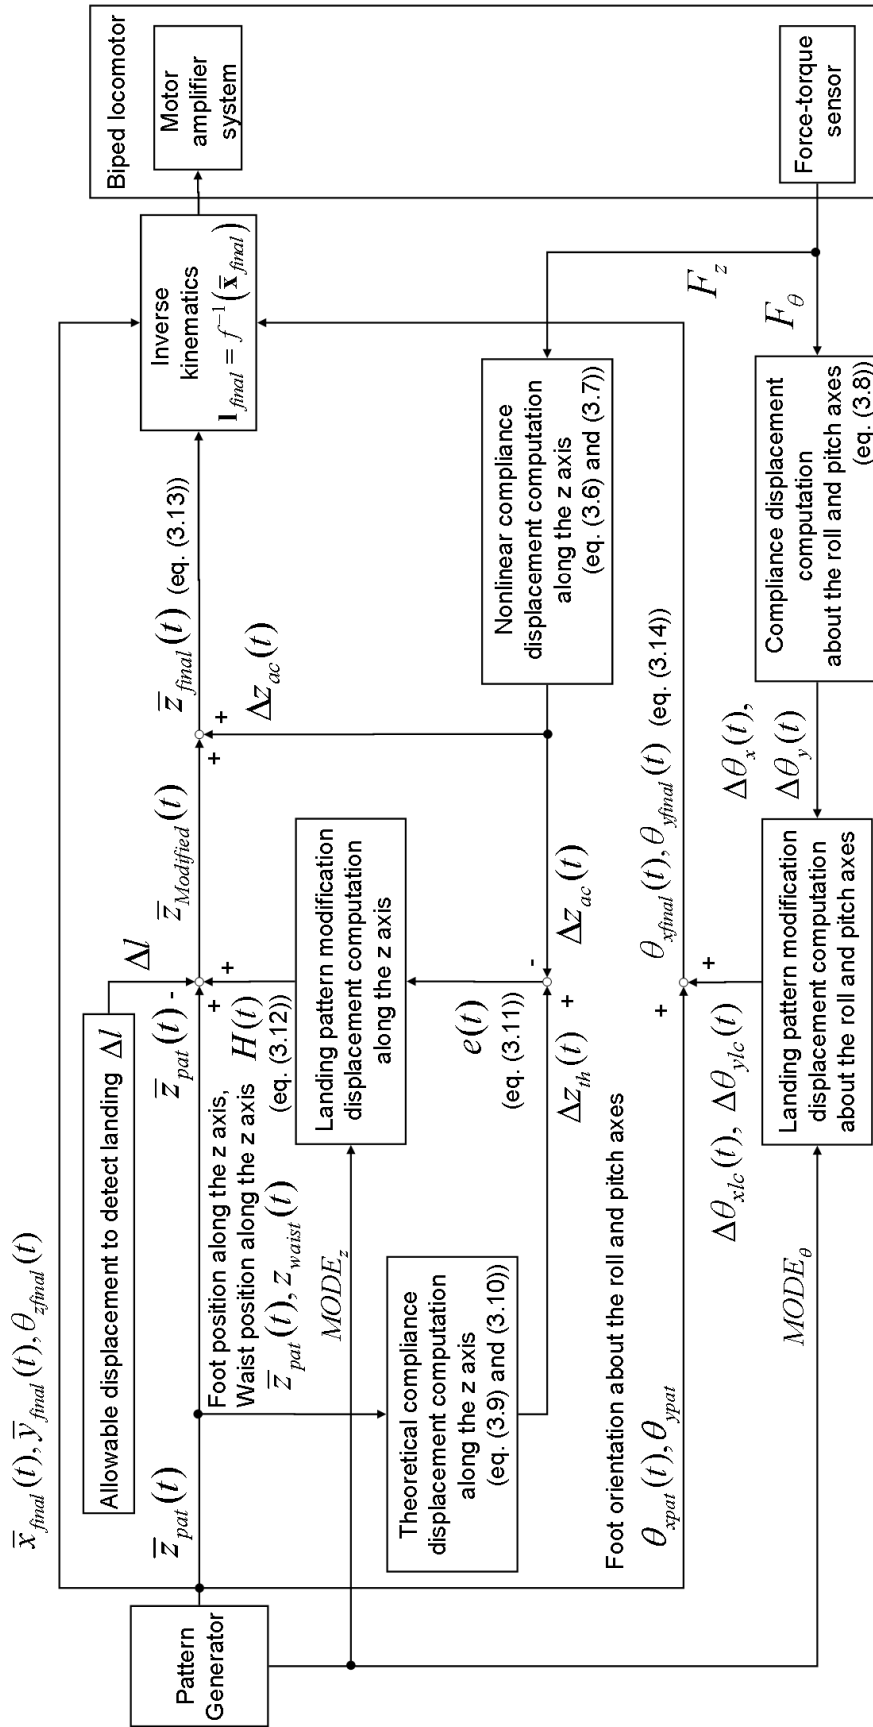 x̄_final(t), ȳ_final(t), θ_zfinal(t)
Allowable displacement to detect landing Δl
Δl
Pattern
Generator
z̄_pat(t)
z̄_pat(t)
-
+
+
z̄_Modified(t)
+
+
z̄_final(t) (eq. (3.13))
Δz_ac(t)
Inverse
kinematics
l_final = f⁻¹(x̄_final)
Biped locomotor
Motor
amplifier
system
Foot position along the z axis,
Waist position along the z axis
z̄_pat(t), z_waist(t)
H(t)
(eq. (3.12))
MODE_z
Landing pattern modification
displacement computation
along the z axis
Theoretical compliance
displacement computation
along the z axis
(eq. (3.9) and (3.10))
e(t)
(eq. (3.11))
Δz_th(t)
+
-
Δz_ac(t)
Nonlinear compliance
displacement computation
along the z axis
(eq. (3.6) and (3.7))
F_z
F_θ
Force-torque
sensor
Foot orientation about the roll and pitch axes
θ_xpat(t), θ_ypat
+
+
θ_xfinal(t), θ_yfinal(t) (eq. (3.14))
Δθ_xlc(t), Δθ_ylc(t)
MODE_θ
Landing pattern modification
displacement computation
about the roll and pitch axes
Δθ_x(t),
Δθ_y(t)
Compliance displacement
computation
about the roll and pitch axes
(eq. (3.8))